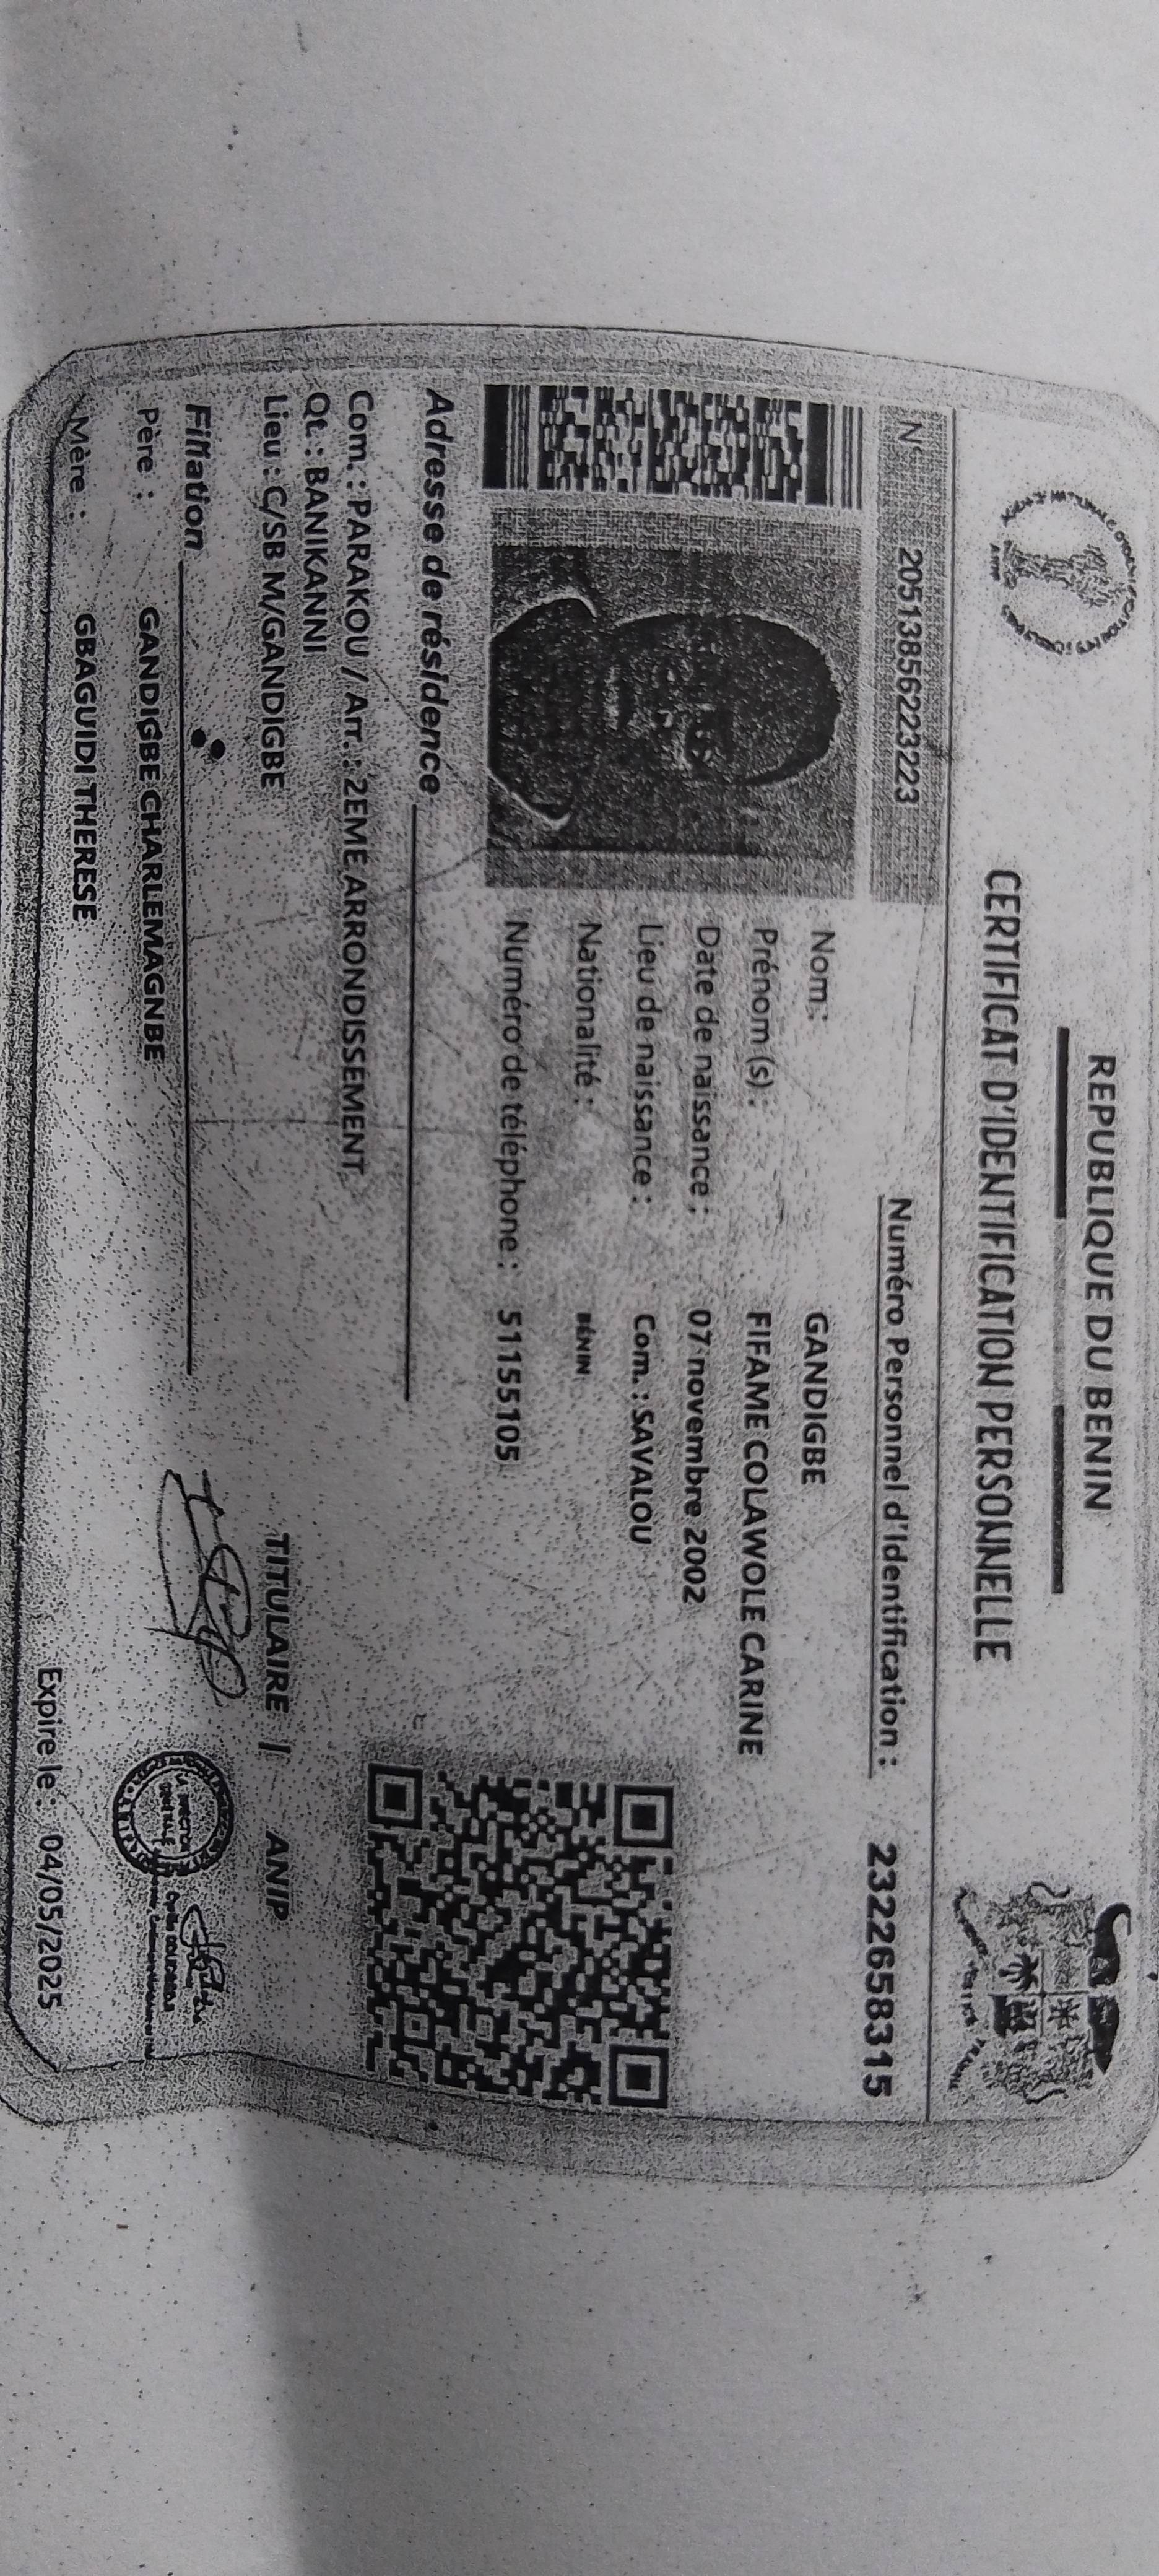 REPUBLIQUE DU BENIN
CERTIFICAT D'IDENTIFICATION PERSONNELLE
N° 20513856223223
Numéro Personnel d'Identification : 2322658315
Nom : GANDIGBE
Prénom (s) : FIFAME COLAWOLE CARINE
Date de naissance : 07 novembre 2002
Lieu de naissance : Com. : SAVALOU
Nationalité : BÉNIN
Numéro de téléphone : 51155105
Adresse de résidence
Com. : PARAKOU / Arr. : 2EME ARRONDISSEMENT
Qt. : BANIKANNI
Lieu : C/SB M/GANDIGBE
TITULAIRE / ANIP
Filiation
Père : GANDIGBE CHARLEMAGNBE
Mère : GBAGUIDI THERESE
Expire le : 04/05/2025